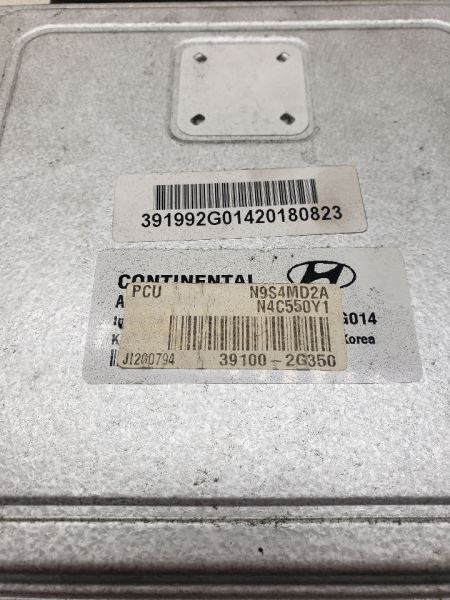 391992G01420180823
CONTINENTAL
PCU N9S4MD2A
N4C550Y1
G014
Korea
JI200794 39100-2G350